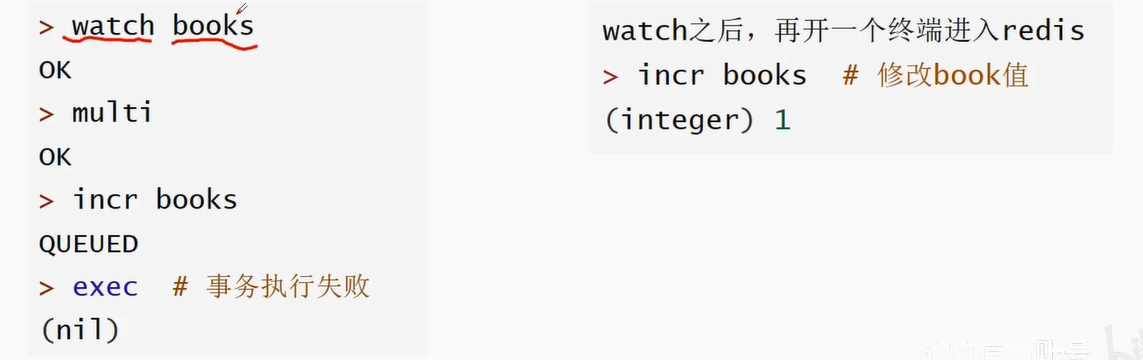 > watch books
OK
> multi
OK
> incr books
QUEUED
> exec # 事务执行失败
(nil)
watch之后，再开一个终端进入redis
> incr books # 修改book值
(integer) 1